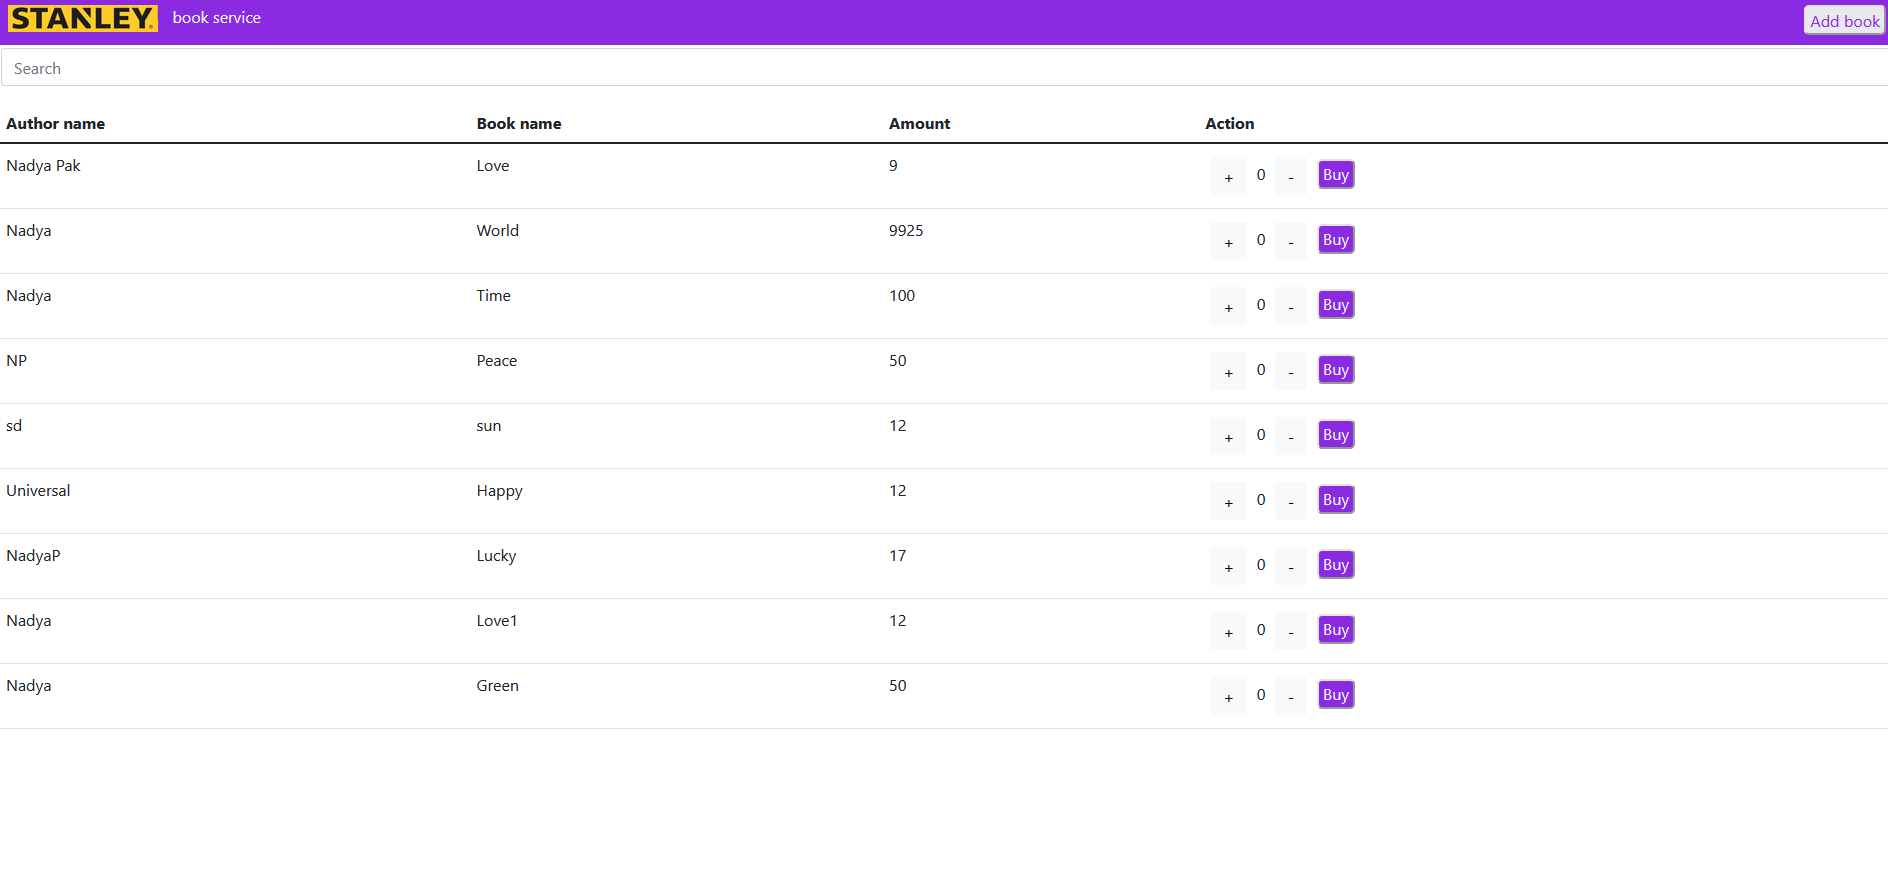 STANLEY. book service Add book
Search
Author name Book name Amount Action
Nadya Pak Love 9 + 0 - Buy
Nadya World 9925 + 0 - Buy
Nadya Time 100 + 0 - Buy
NP Peace 50 + 0 - Buy
sd sun 12 + 0 - Buy
Universal Happy 12 + 0 - Buy
NadyaP Lucky 17 + 0 - Buy
Nadya Love1 12 + 0 - Buy
Nadya Green 50 + 0 - Buy